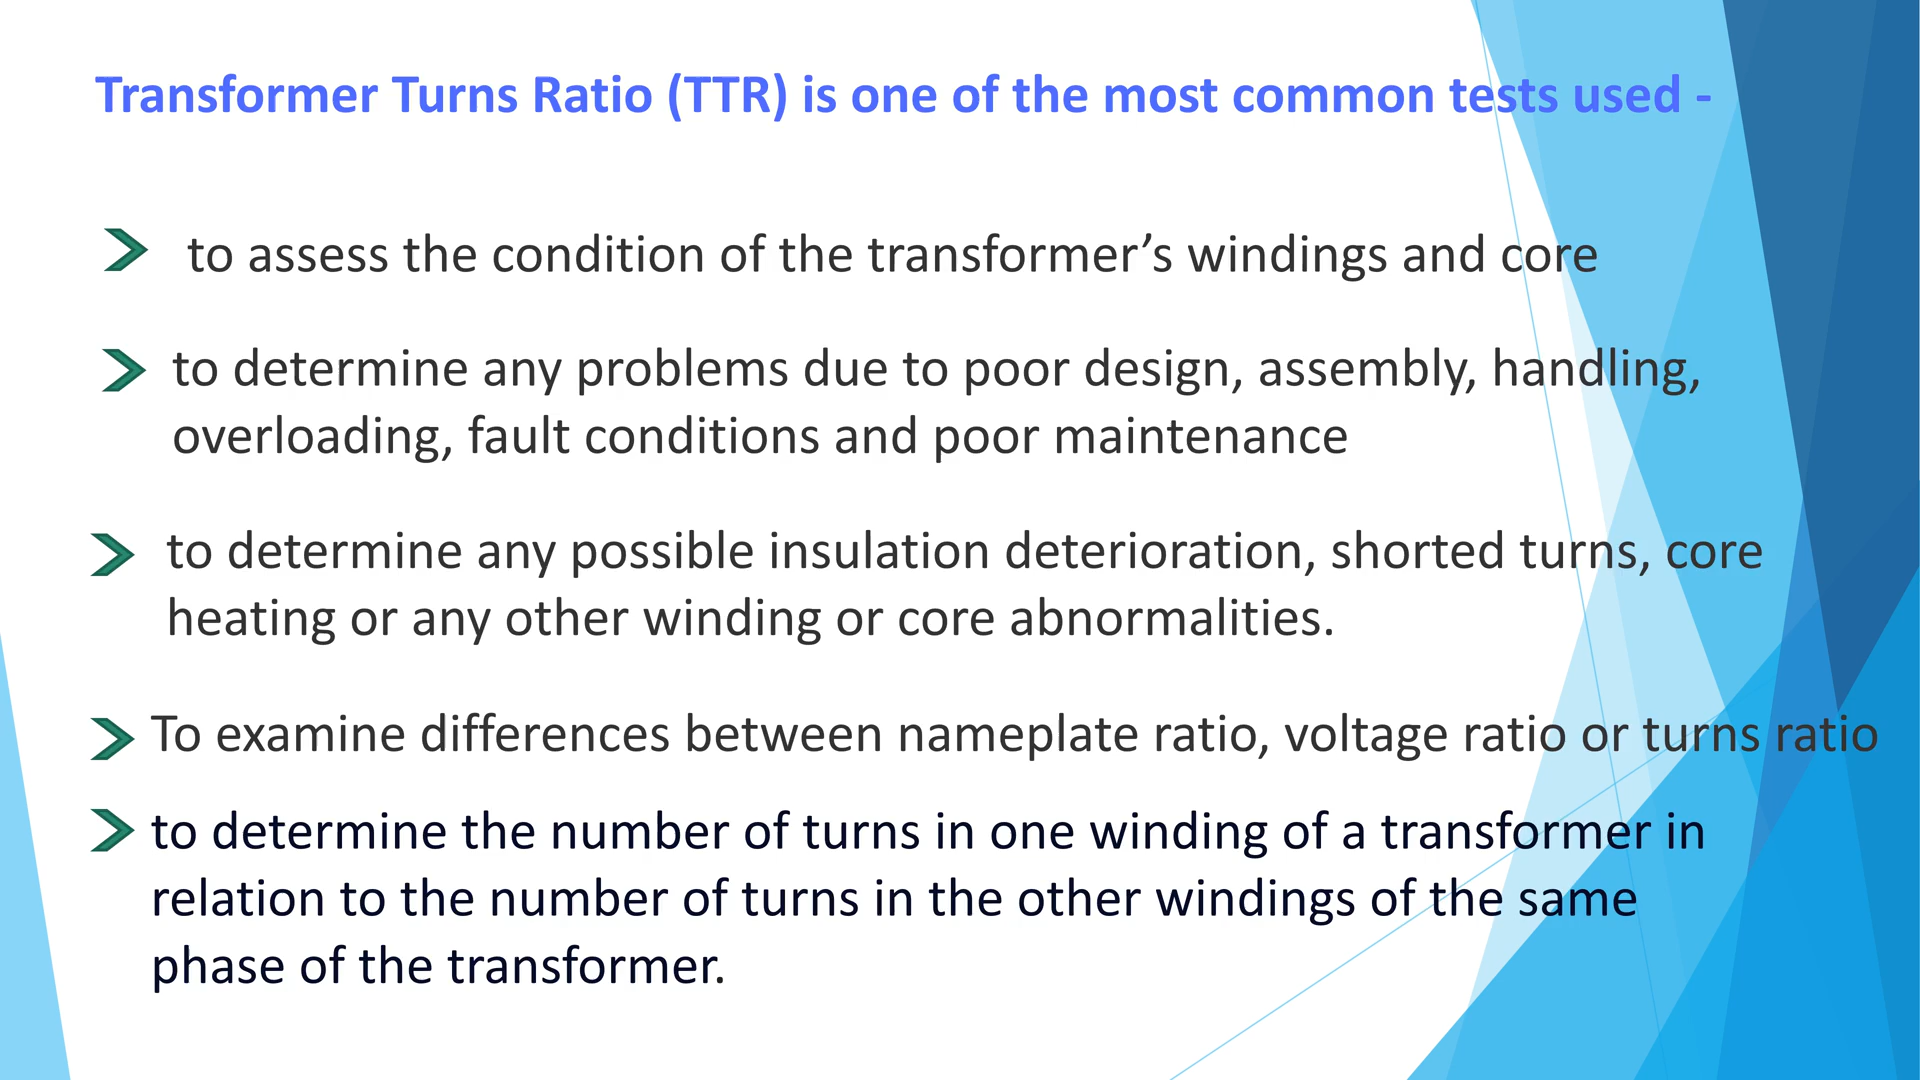 Transformer Turns Ratio (TTR) is one of the most common tests used -
to assess the condition of the transformer’s windings and core
to determine any problems due to poor design, assembly, handling,
overloading, fault conditions and poor maintenance
to determine any possible insulation deterioration, shorted turns, core
heating or any other winding or core abnormalities.
To examine differences between nameplate ratio, voltage ratio or turns ratio
to determine the number of turns in one winding of a transformer in
relation to the number of turns in the other windings of the same
phase of the transformer.